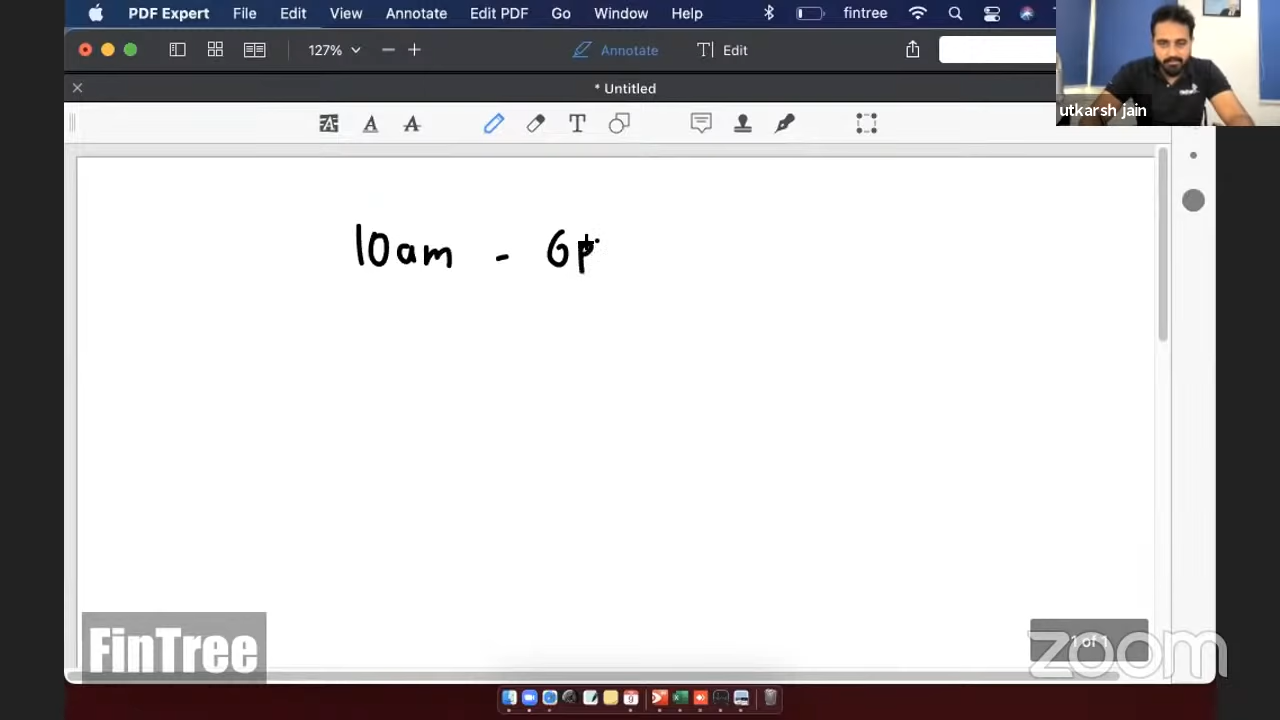 PDF Expert File Edit View Annotate Edit PDF Go Window Help fintree
127% Annotate Edit
* Untitled
utkarsh jain
10am - 6p
FinTree
1 of 1
zoom